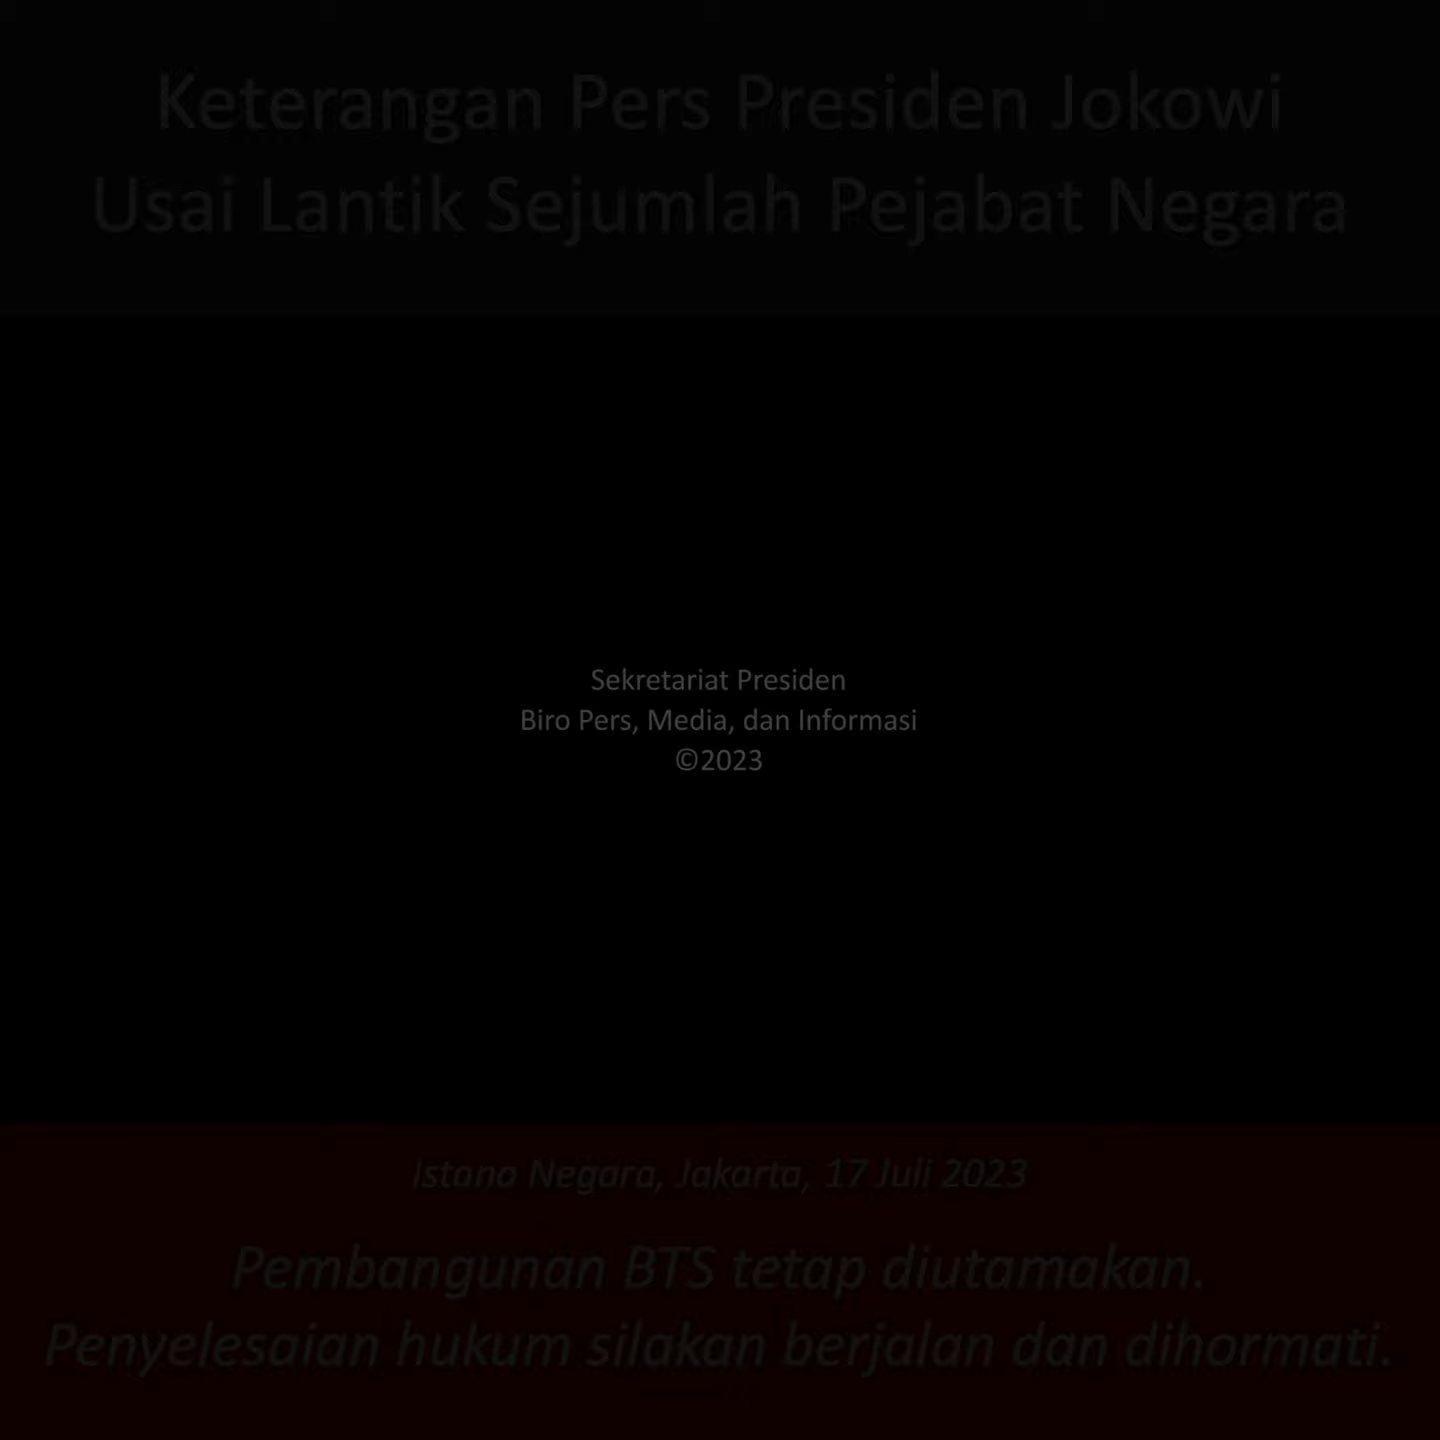 Keterangan Pers Presiden Jokowi
Usai Lantik Sejumlah Pejabat Negara
Sekretariat Presiden
Biro Pers, Media, dan Informasi
©2023
Istana Negara, Jakarta, 17 Juli 2023
Pembangunan BTS tetap diutamakan.
Penyelesaian hukum silakan berjalan dan dihormati.